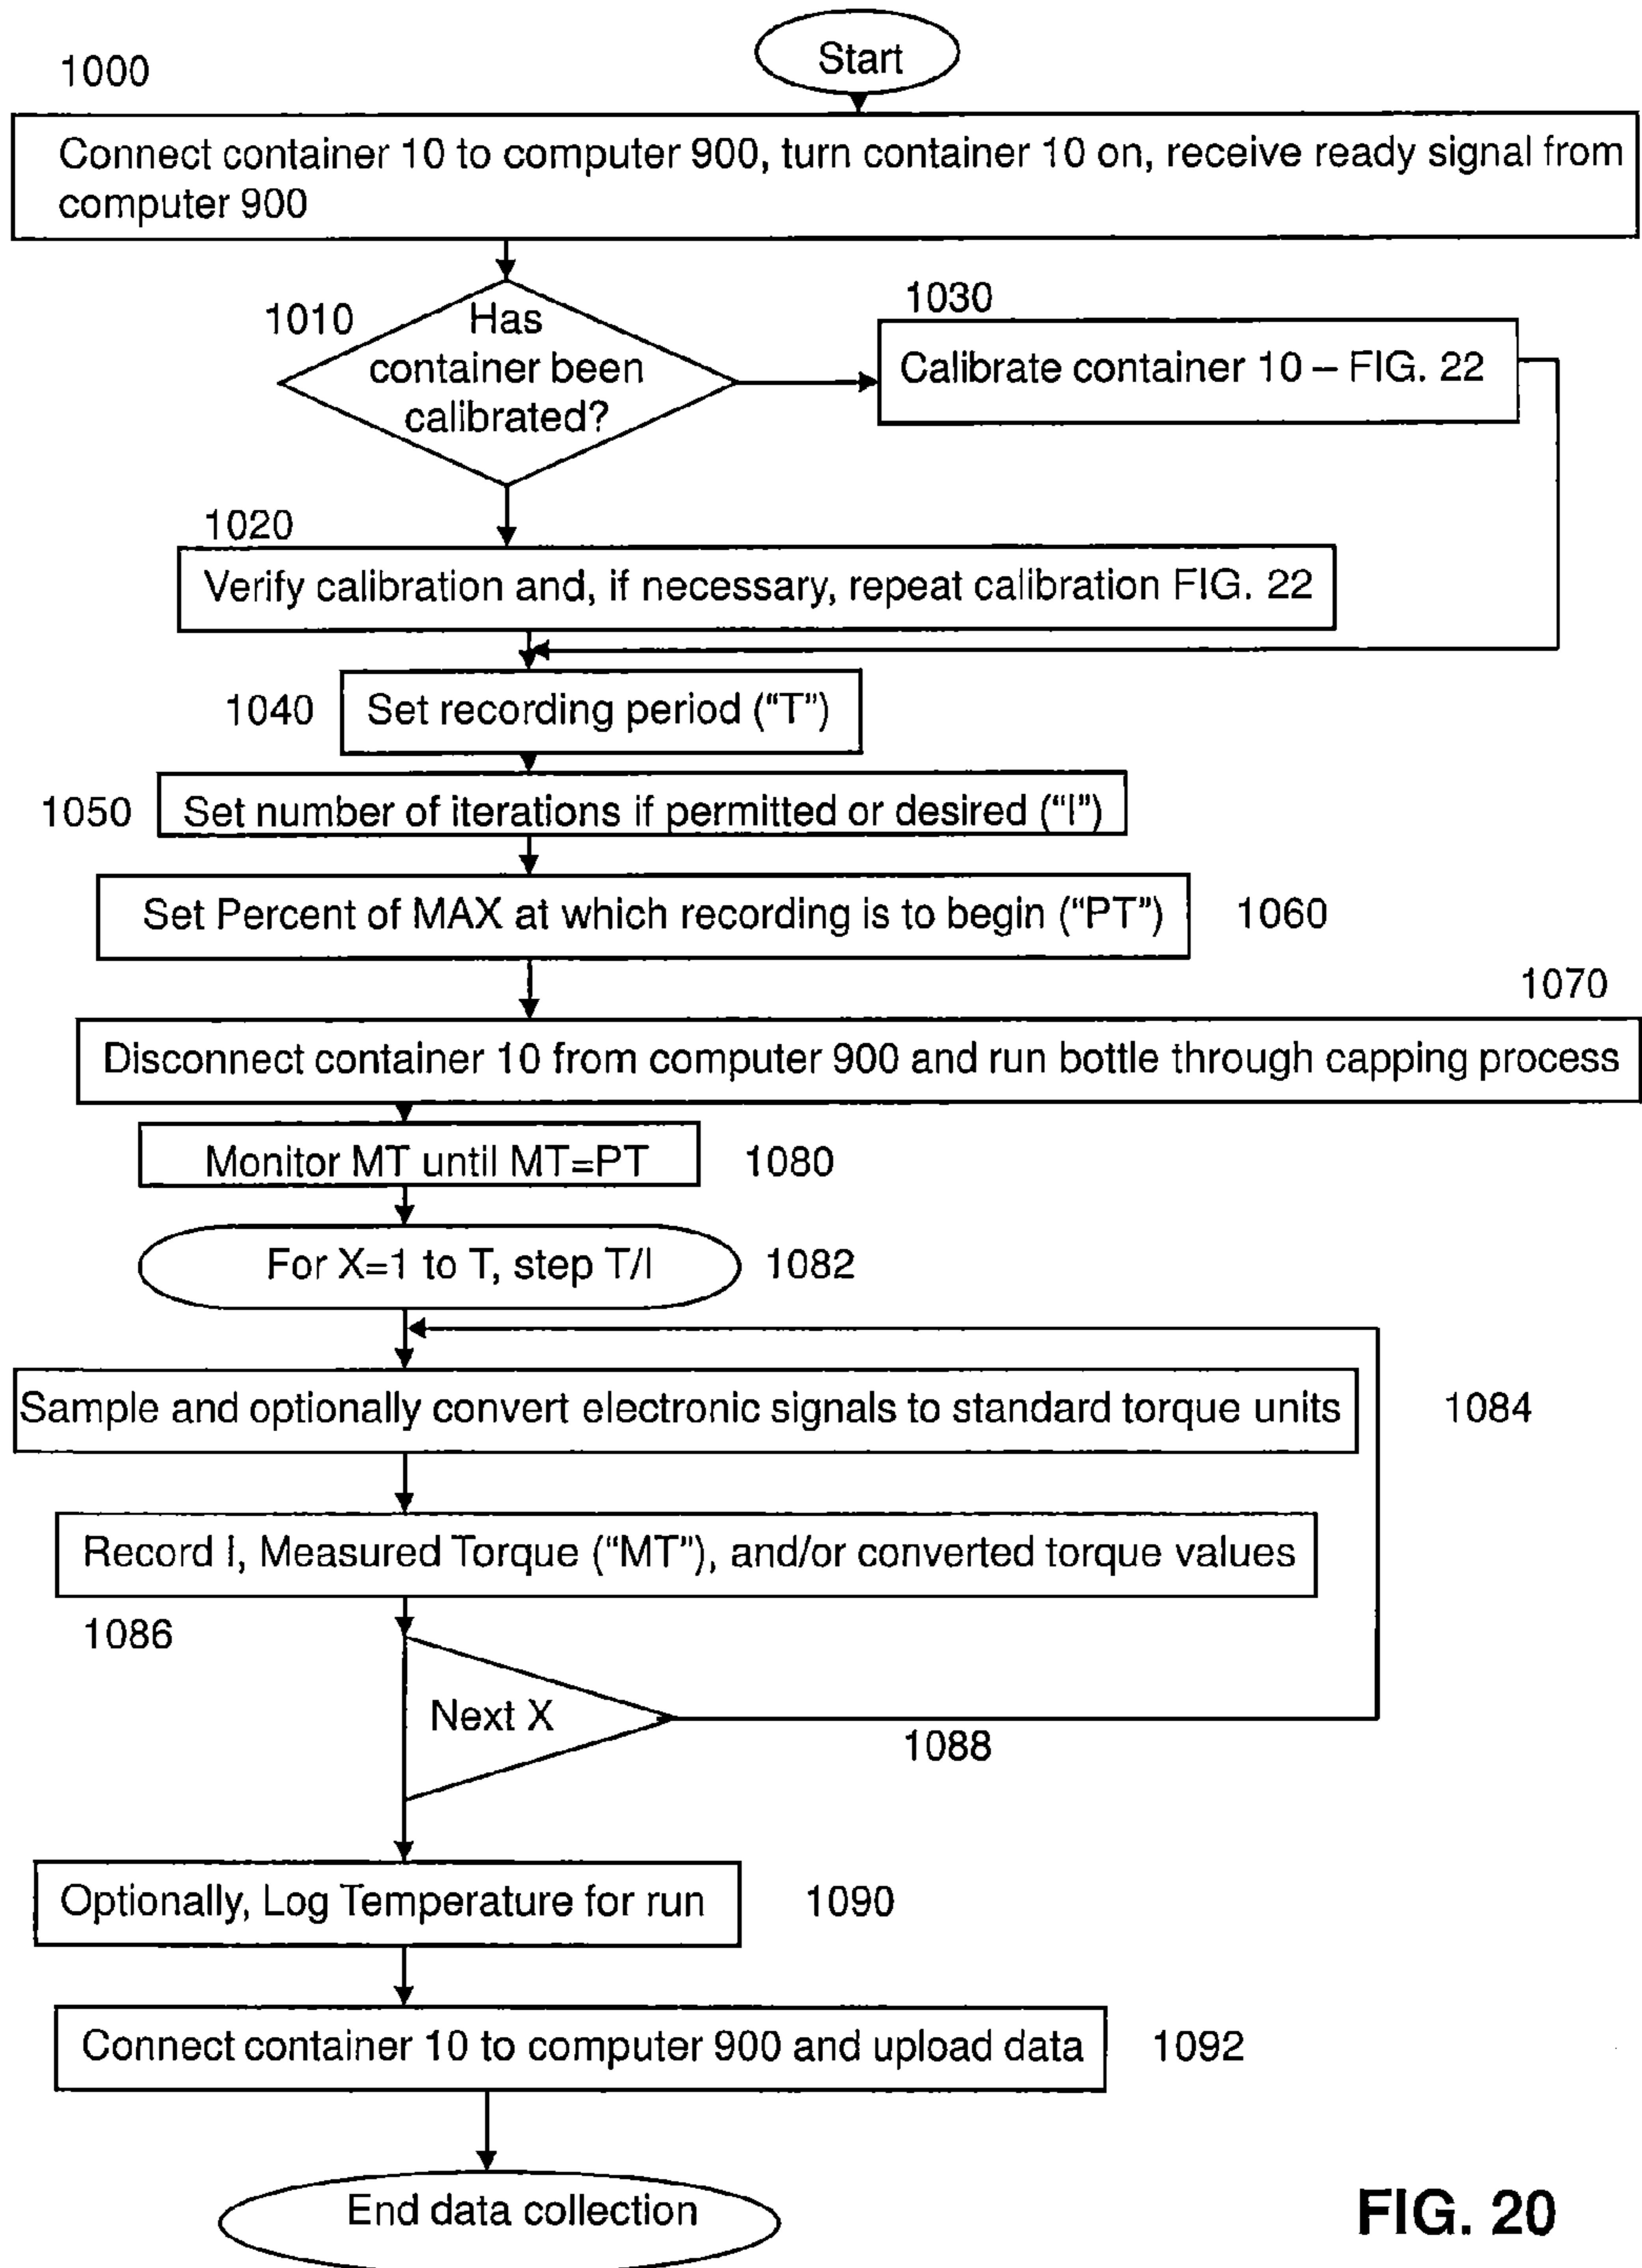 Start
1000
Connect container 10 to computer 900, turn container 10 on, receive ready signal from
computer 900
1010
Has
container been
calibrated?
1030
Calibrate container 10 – FIG. 22
1020
Verify calibration and, if necessary, repeat calibration FIG. 22
1040
Set recording period (“T”)
1050
Set number of iterations if permitted or desired (“I”)
Set Percent of MAX at which recording is to begin (“PT”)
1060
1070
Disconnect container 10 from computer 900 and run bottle through capping process
Monitor MT until MT=PT
1080
For X=1 to T, step T/I
1082
Sample and optionally convert electronic signals to standard torque units
1084
Record I, Measured Torque (“MT”), and/or converted torque values
1086
Next X
1088
Optionally, Log Temperature for run
1090
Connect container 10 to computer 900 and upload data
1092
End data collection
FIG. 20